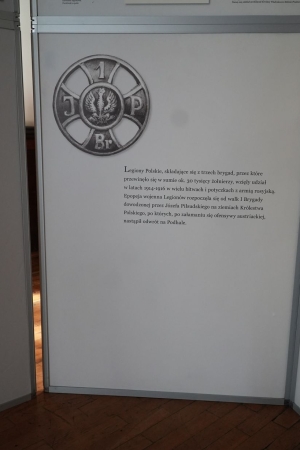 1
J P
Br
Legiony Polskie, składające się z trzech brygad, przez które
przewinęło się w sumie ok. 30 tysięcy żołnierzy, wzięły udział
w latach 1914-1916 w wielu bitwach i potyczkach z armią rosyjską.
Epopeja wojenna Legionów rozpoczęła się od walk I Brygady
dowodzonej przez Józefa Piłsudskiego na ziemiach Królestwa
Polskiego, po których, po załamaniu się ofensywy austriackiej,
nastąpił odwrót na Podhale.